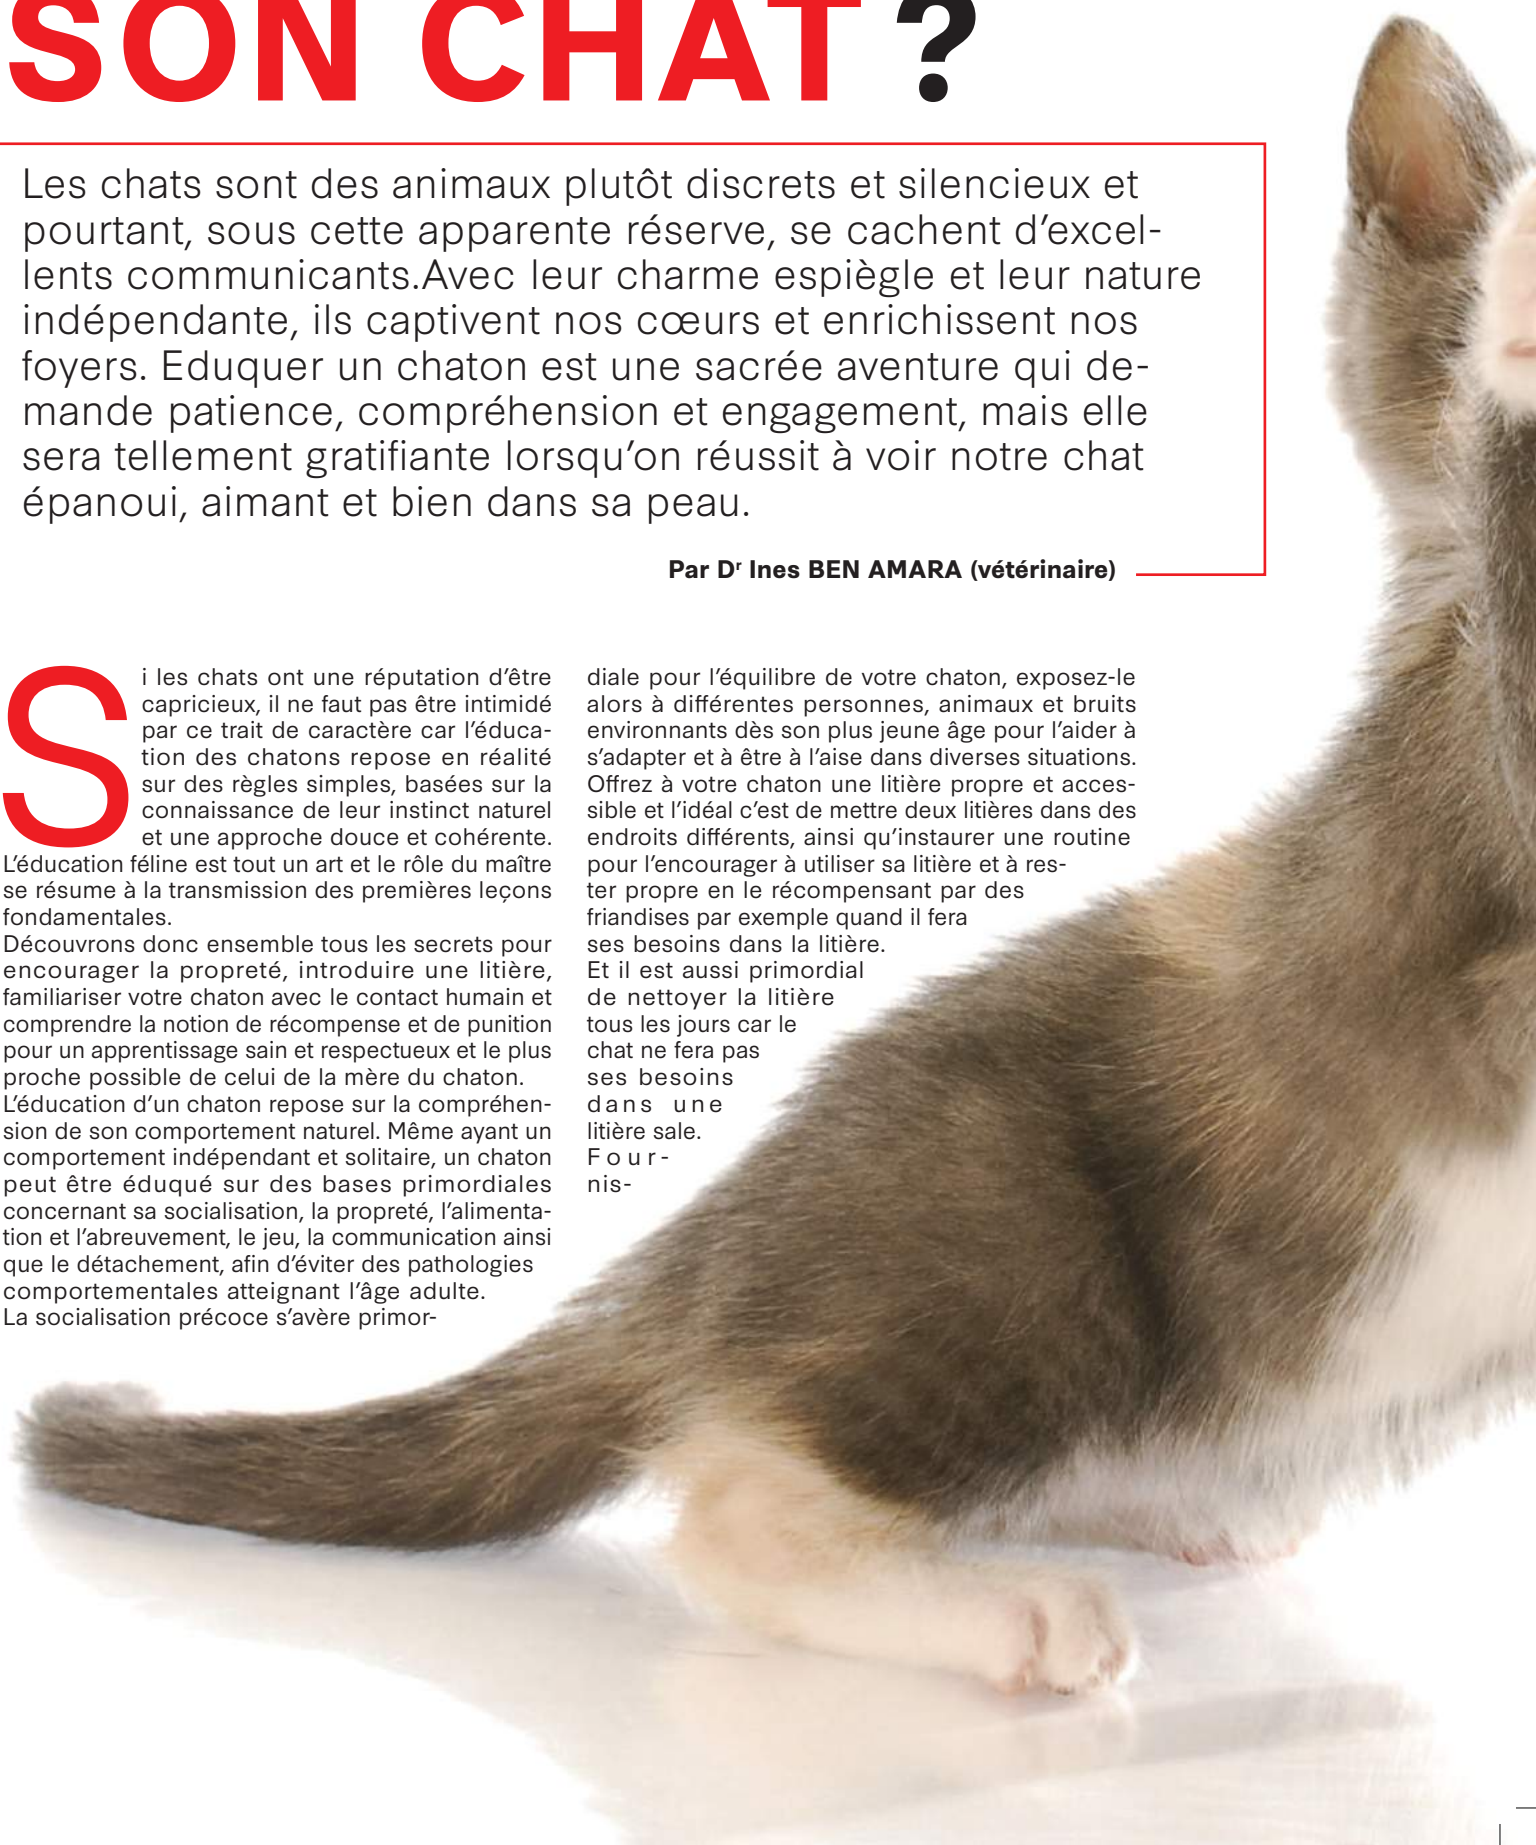 SON CHAT ?
Les chats sont des animaux plutôt discrets et silencieux et
pourtant, sous cette apparente réserve, se cachent d’excel-
lents communicants.Avec leur charme espiègle et leur nature
indépendante, ils captivent nos cœurs et enrichissent nos
foyers. Eduquer un chaton est une sacrée aventure qui de-
mande patience, compréhension et engagement, mais elle
sera tellement gratifiante lorsqu’on réussit à voir notre chat
épanoui, aimant et bien dans sa peau.
Par Dr Ines BEN AMARA (vétérinaire)
Si les chats ont une réputation d’être
capricieux, il ne faut pas être intimidé
par ce trait de caractère car l’éduca-
tion des chatons repose en réalité
sur des règles simples, basées sur la
connaissance de leur instinct naturel
et une approche douce et cohérente.
L’éducation féline est tout un art et le rôle du maître
se résume à la transmission des premières leçons
fondamentales.
Découvrons donc ensemble tous les secrets pour
encourager la propreté, introduire une litière,
familiariser votre chaton avec le contact humain et
comprendre la notion de récompense et de punition
pour un apprentissage sain et respectueux et le plus
proche possible de celui de la mère du chaton.
L’éducation d’un chaton repose sur la compréhen-
sion de son comportement naturel. Même ayant un
comportement indépendant et solitaire, un chaton
peut être éduqué sur des bases primordiales
concernant sa socialisation, la propreté, l’alimenta-
tion et l’abreuvement, le jeu, la communication ainsi
que le détachement, afin d’éviter des pathologies
comportementales atteignant l’âge adulte.
La socialisation précoce s’avère primor-
diale pour l’équilibre de votre chaton, exposez-le
alors à différentes personnes, animaux et bruits
environnants dès son plus jeune âge pour l’aider à
s’adapter et à être à l’aise dans diverses situations.
Offrez à votre chaton une litière propre et acces-
sible et l’idéal c’est de mettre deux litières dans des
endroits différents, ainsi qu’instaurer une routine
pour l’encourager à utiliser sa litière et à res-
ter propre en le récompensant par des
friandises par exemple quand il fera
ses besoins dans la litière.
Et il est aussi primordial
de nettoyer la litière
tous les jours car le
chat ne fera pas
ses besoins
dans une
litière sale.
Four-
nis-